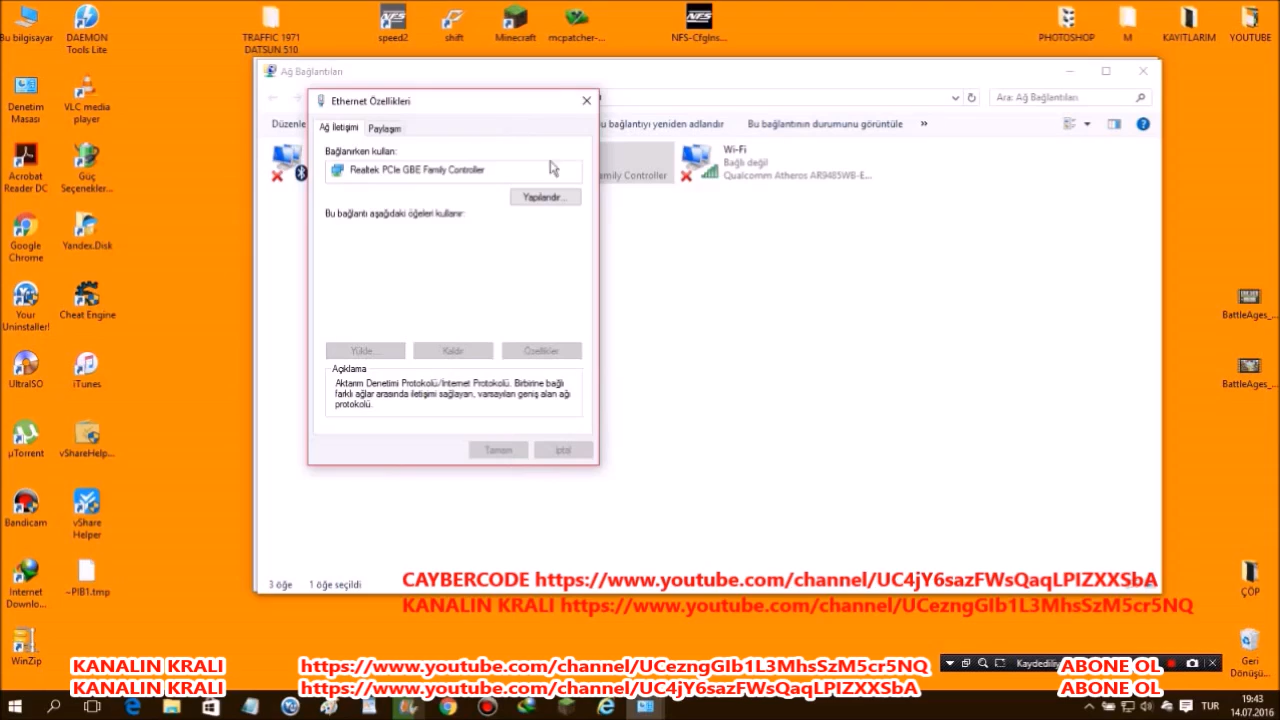 Bu bilgisayar
DAEMON
Tools Lite
TRAFFIC 1971
DATSUN 510
speed2
shift
Minecraft
mcpatcher-...
NFS-CfgIns...
PHOTOSHOP
M
KAYITLARIM
YOUTUBE
Ağ Bağlantıları
Ara: Ağ Bağlantıları
Düzenle
bu bağlantıyı yeniden adlandır
Bu bağlantının durumunu görüntüle
»
Ethernet Özellikleri
Ağ İletişimi
Paylaşım
Bağlanırken kullan:
Realtek PCIe GBE Family Controller
Yapılandır...
Bu bağlantı aşağıdaki öğeleri kullanır:
Yükle...
Kaldır
Özellikler
Açıklama
Aktarım Denetimi Protokolü/Internet Protokolü. Birbirine bağlı
farklı ağlar arasında iletişimi sağlayan, varsayılan geniş alan ağı
protokolü.
Tamam
İptal
Family Controller
Wi-Fi
Bağlı değil
Qualcomm Atheros AR9485WB-E...
Denetim
Masası
VLC media
player
Acrobat
Reader DC
Güç
Seçenekler...
Google
Chrome
Yandex.Disk
Your
Uninstaller!
Cheat Engine
UltraISO
iTunes
µTorrent
vShareHelp...
Bandicam
vShare
Helper
Internet
Downlo...
~PIB1.tmp
WinZip
BattleAges_...
BattleAges_...
ÇÖP
Geri
Dönüşü...
3 öğe
1 öğe seçildi
CAYBERCODE https://www.youtube.com/channel/UC4jY6sazFWsQaqLPIZXXSbA
KANALIN KRALI https://www.youtube.com/channel/UCezngGIb1L3MhsSzM5cr5NQ
KANALIN KRALI https://www.youtube.com/channel/UCezngGIb1L3MhsSzM5cr5NQ ABONE OL
KANALIN KRALI https://www.youtube.com/channel/UC4jY6sazFWsQaqLPIZXXSbA ABONE OL
Kaydediliy
TUR
19:43
14.07.2016